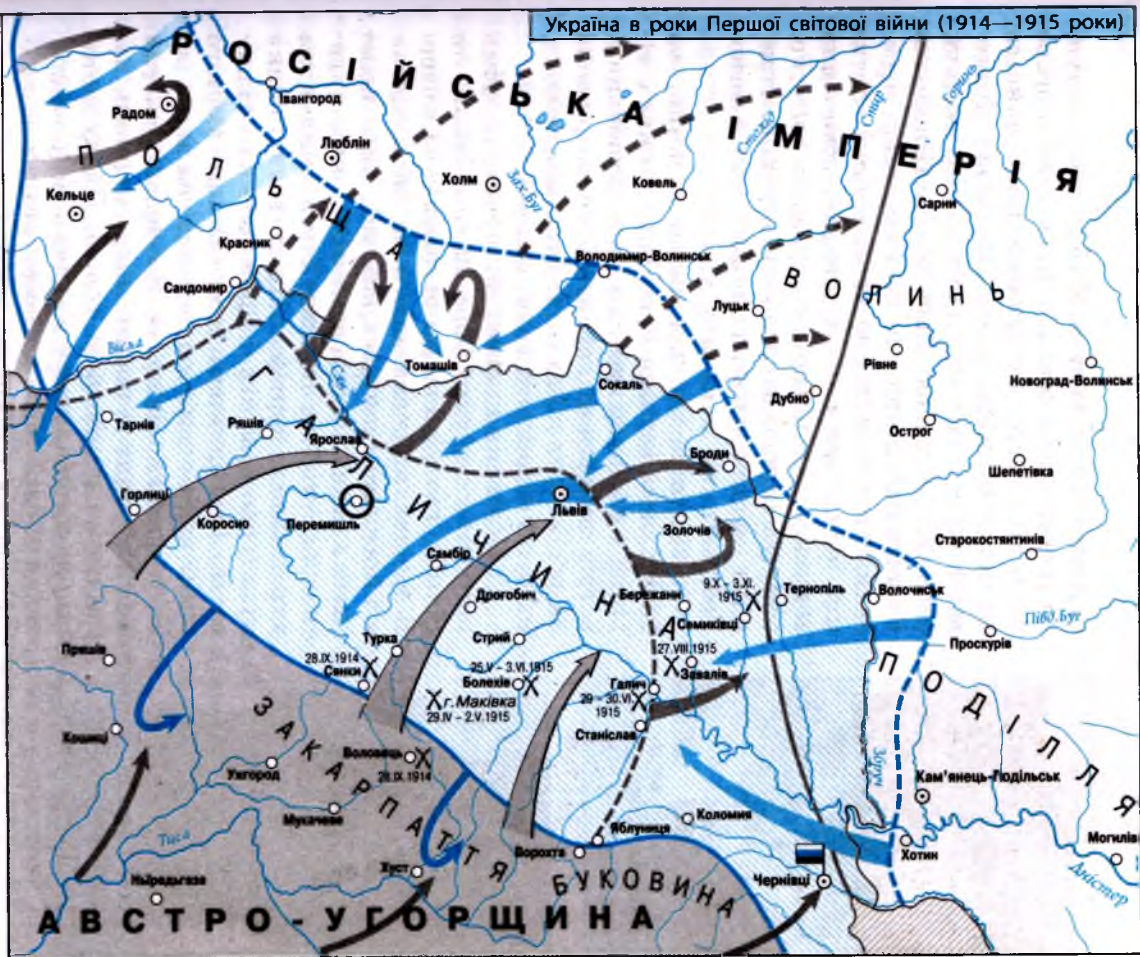 Україна в роки Першої світової війни (1914—1915 роки)
РОСІЙСЬКА ІМПЕРІЯ
Івангород
Радом
Люблін
Холм
Зах.Буг
Ковель
Стоход
Стир
Горинь
Сарни
ПОЛЬЩА
Кельце
Красник
Сандомир
Володимир-Волинськ
Луцьк
ВОЛИНЬ
Вісла
Сян
Томашів
Сокаль
Рівне
Новоград-Волинськ
Дубно
Тарнів
Ряшів
Ярослав
ГАЛИЧИНА
Броди
Острог
Шепетівка
Горлиці
Коросно
Перемишль
Львів
Золочів
Старокостянтинів
Самбір
Дрогобич
Бережани
9.X – 3.XI.
1915
Тернопіль
Волочиськ
Семиківці
Півд.Буг
Проскурів
Турка
Стрий
27.VIII.1915
Завалів
28.IX.1914
Сянки
25.V – 3.VI.1915
Болехів
г. Маківка
29.IV – 2.V.1915
Галич
29 – 30.VI.
1915
Станіслав
ПОДІЛЛЯ
Пряшів
Кошиці
ЗАКАРПАТТЯ
Ужгород
Воловець
28.IX.1914
Мукачеве
Збруч
Кам'янець-Подільськ
Коломия
Яблуниця
Ворохта
Хотин
Могилів
Дністер
Тиса
Ньїредьгаза
Хуст
БУКОВИНА
Чернівці
АВСТРО-УГОРЩИНА